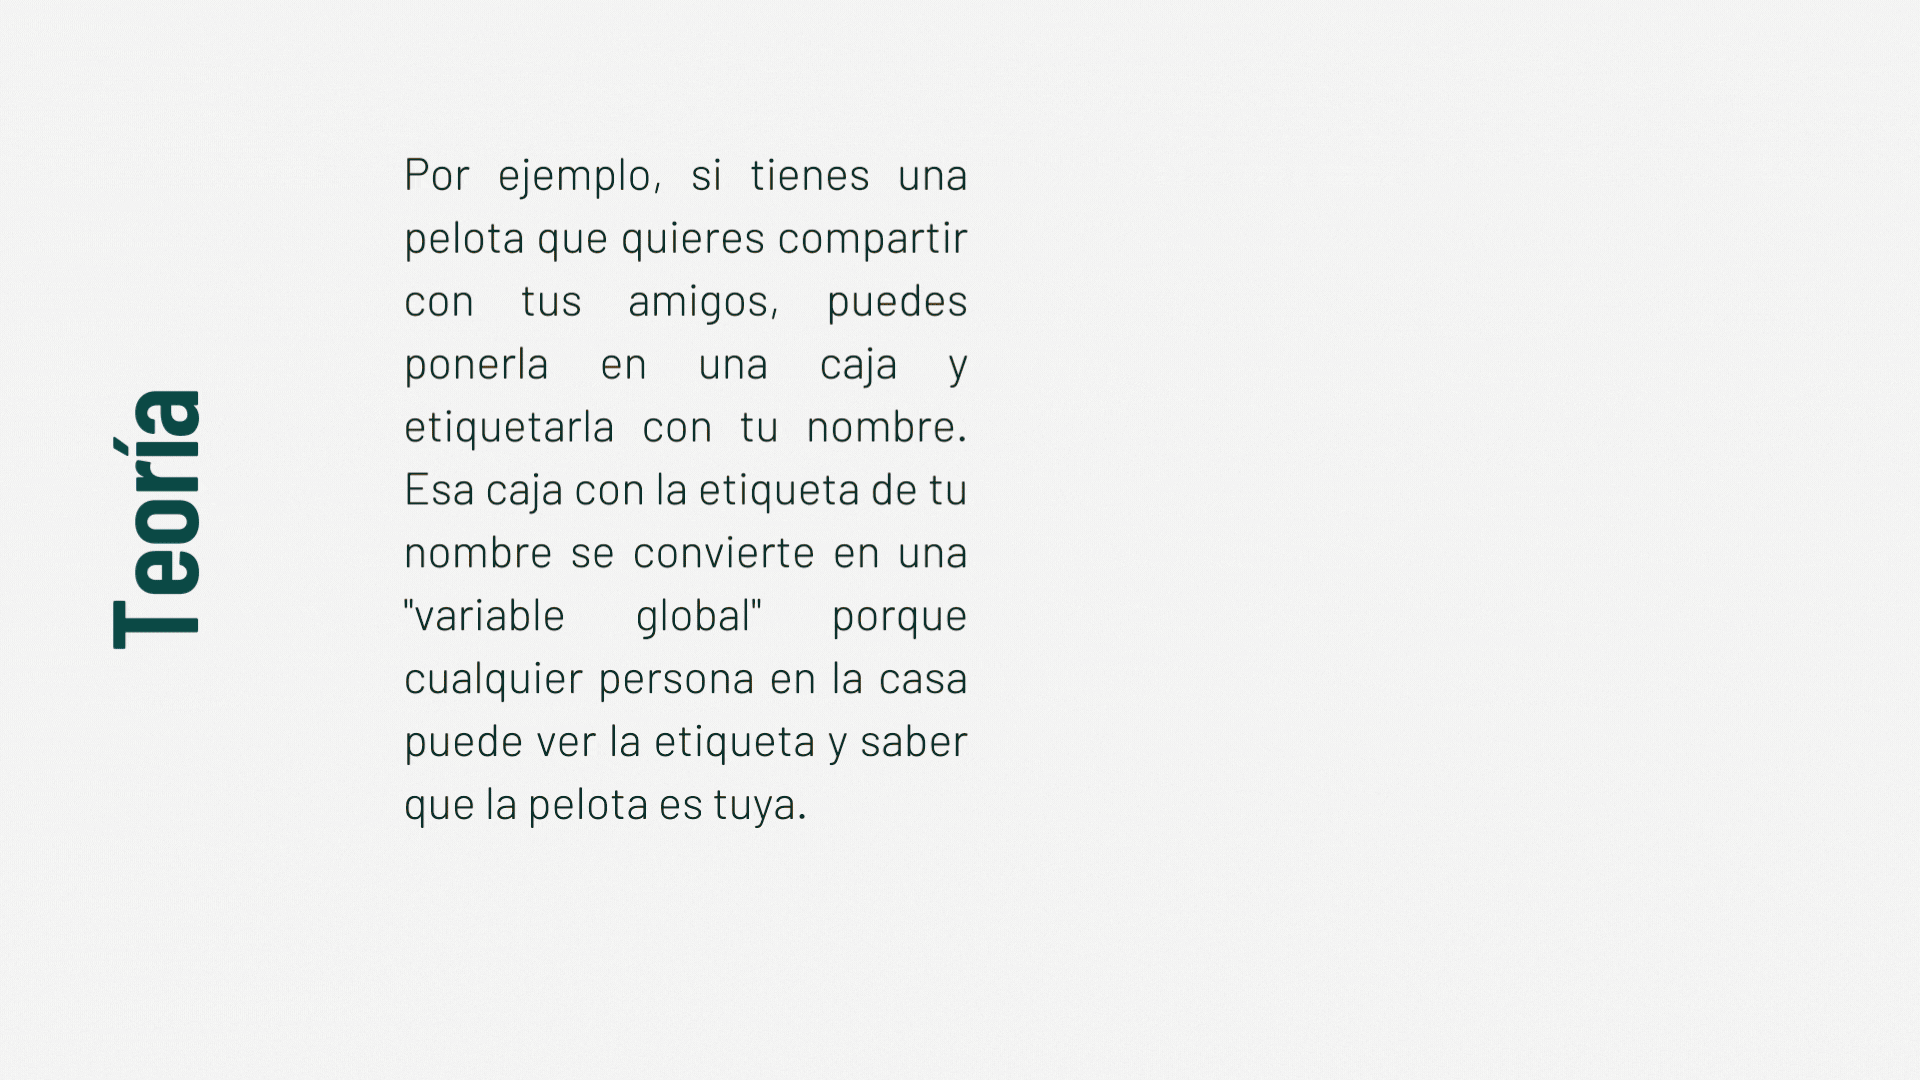 Teoría
Por ejemplo, si tienes una
pelota que quieres compartir
con tus amigos, puedes
ponerla en una caja y
etiquetarla con tu nombre.
Esa caja con la etiqueta de tu
nombre se convierte en una
"variable global" porque
cualquier persona en la casa
puede ver la etiqueta y saber
que la pelota es tuya.